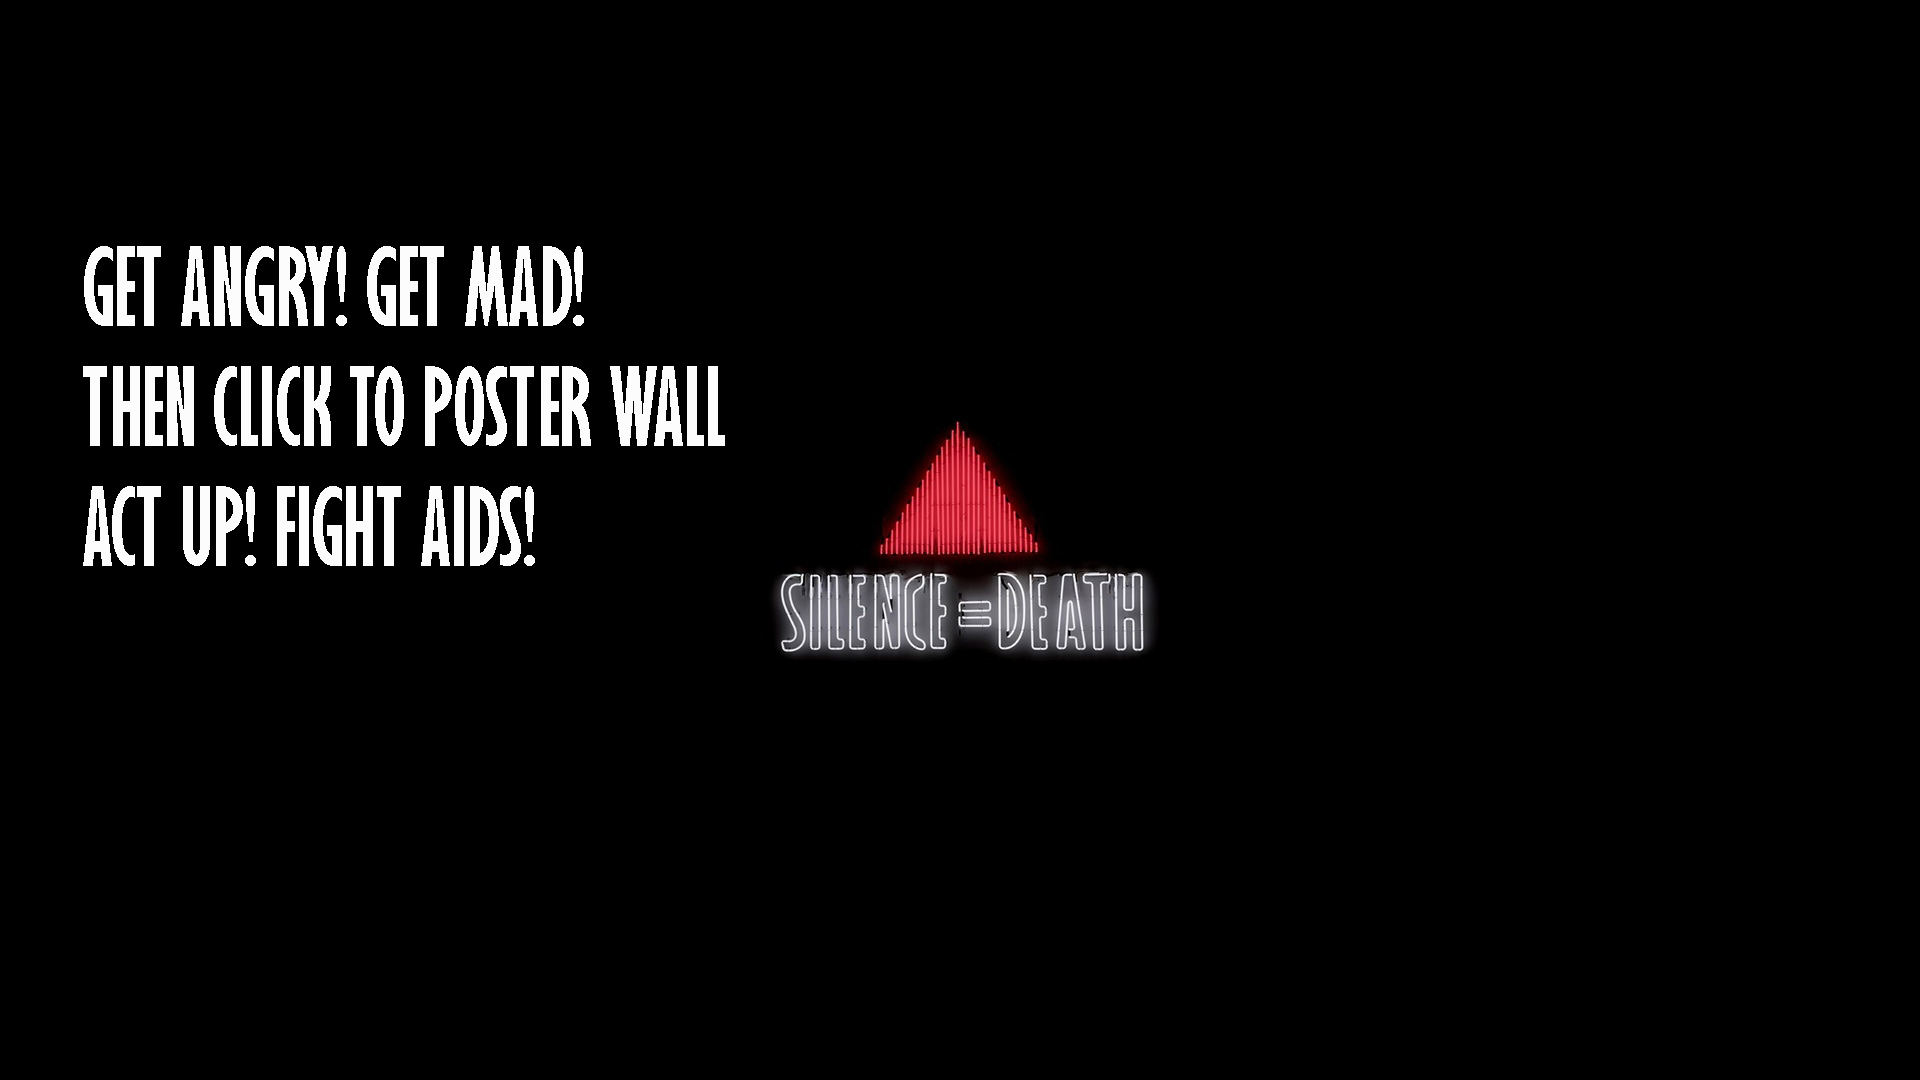 GET ANGRY! GET MAD!
THEN CLICK TO POSTER WALL
ACT UP! FIGHT AIDS!
SILENCE=DEATH